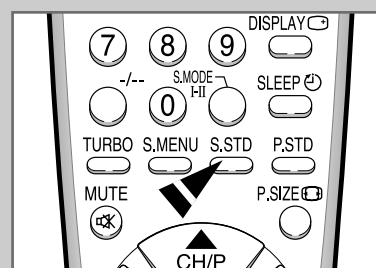 DISPLAY
7 8 9
-/-- S.MODE SLEEP
I-II
0
TURBO S.MENU S.STD P.STD
MUTE P.SIZE
CH/P